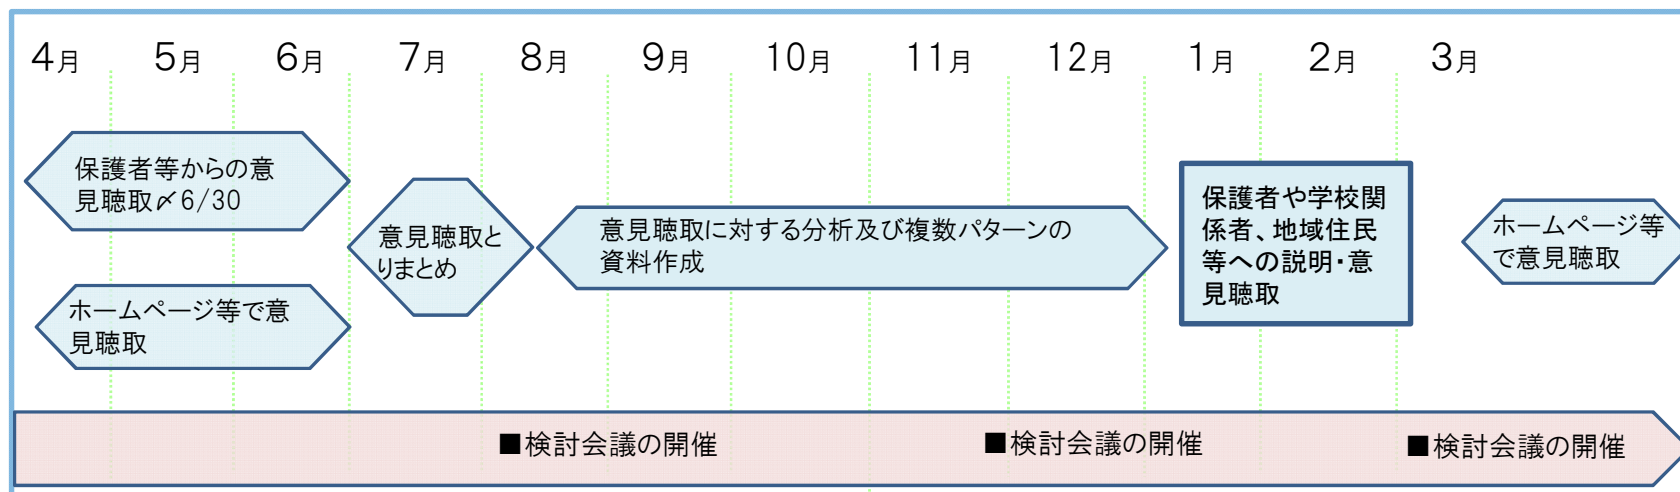 4月 5月 6月 7月 8月 9月 10月 11月 12月 1月 2月 3月
保護者等からの意
見聴取〆6/30
ホームページ等で意
見聴取
意見聴取と
りまとめ
意見聴取に対する分析及び複数パターンの
資料作成
保護者や学校関
係者、地域住民
等への説明・意
見聴取
ホームページ等
で意見聴取
■検討会議の開催 ■検討会議の開催 ■検討会議の開催